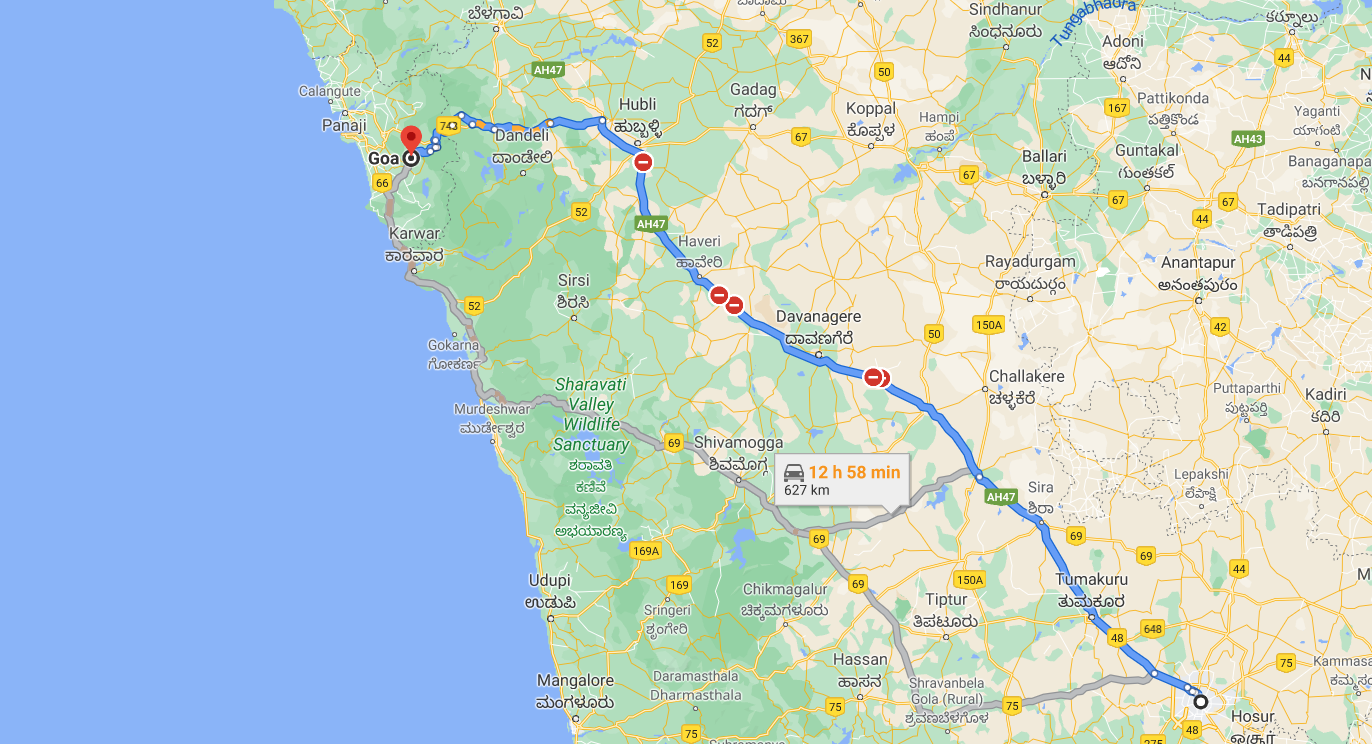 ಬೆಳಗಾವಿ
Sindhanur
ಸಿಂಧನೂರು
Tungabhadra
52
367
Adoni
ఆదోని
44
AH47
50
Calangute
Panaji
Hubli
ಹುಬ್ಬಳ್ಳಿ
Gadag
ಗದಗ್
Koppal
ಕೊಪ್ಪಳ
Hampi
ಹಂಪೆ
167
Pattikonda
పత్తికొండ
Yaganti
యాగంటి
743
Dandeli
ದಾಂಡೇಲಿ
67
AH43
Goa
66
Ballari
ಬಳ್ಳಾರಿ
Guntakal
గుంతకల్
Banaganapa
బనగానపల్లి
67
67
67
44
Tadipatri
తాడిపత్రి
52
AH47
Karwar
ಕಾರವಾರ
Haveri
ಹಾವೇರಿ
Rayadurgam
రాయదుర్గం
Anantapur
అనంతపురం
Sirsi
ಶಿರಸಿ
52
Davanagere
ದಾವಣಗೆರೆ
50
150A
42
Gokarna
ಗೋಕರ್ಣ
Sharavati
Valley
Wildlife
Sanctuary
ಶರಾವತಿ
ಕಣಿವೆ
ವನ್ಯಜೀವಿ
ಅಭಯಾರಣ್ಯ
Challakere
ಚಳ್ಳಕೆರೆ
Puttaparthi
పుట్టపర్తి
Kadiri
కదిరి
Murdeshwar
ಮುರ್ಡೇಶ್ವರ
69
Shivamogga
ಶಿವಮೊಗ್ಗ
12 h 58 min
627 km
AH47
Sira
ಶಿರಾ
Lepakshi
లేపాక్షి
69
69
69
169A
44
Udupi
ಉಡುಪಿ
169
Sringeri
ಶೃಂಗೇರಿ
Chikmagalur
ಚಿಕ್ಕಮಗಳೂರು
69
150A
Tiptur
ತಿಪಟೂರು
Tumakuru
ತುಮಕೂರ
48
648
75
Hassan
ಹಾಸನ
Mangalore
ಮಂಗಳೂರು
Daramasthala
Dharmasthala
Shravanbela
Gola (Rural)
ಶ್ರವಣಬೆಳಗೊಳ
75
75
75
48
Hosur